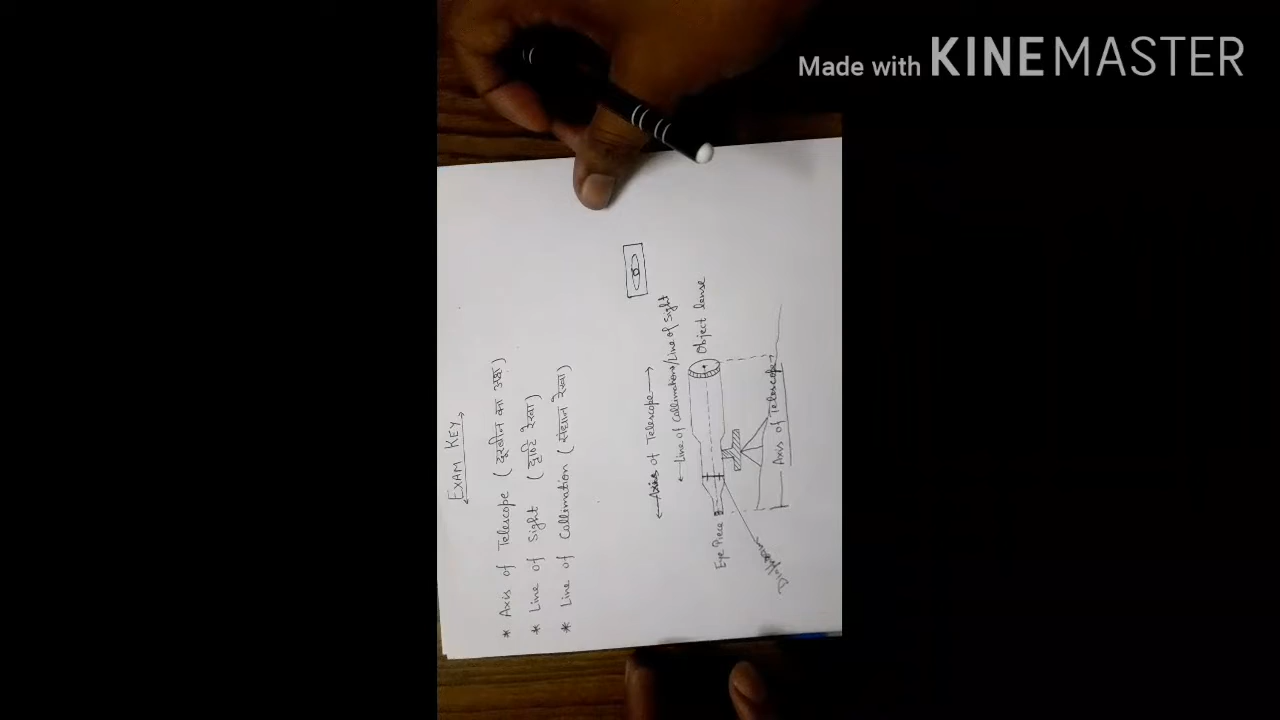 Made with KINEMASTER
EXAM KEY
* Axis of Telescope (दूरबीन का अक्ष)
* Line of Sight (दृष्टि रेखा)
* Line of Collimation (संधान रेखा)
Axis of Telescope
Line of Collimation/Line of Sight
Object lense
Eye Piece
Axis of Telescope